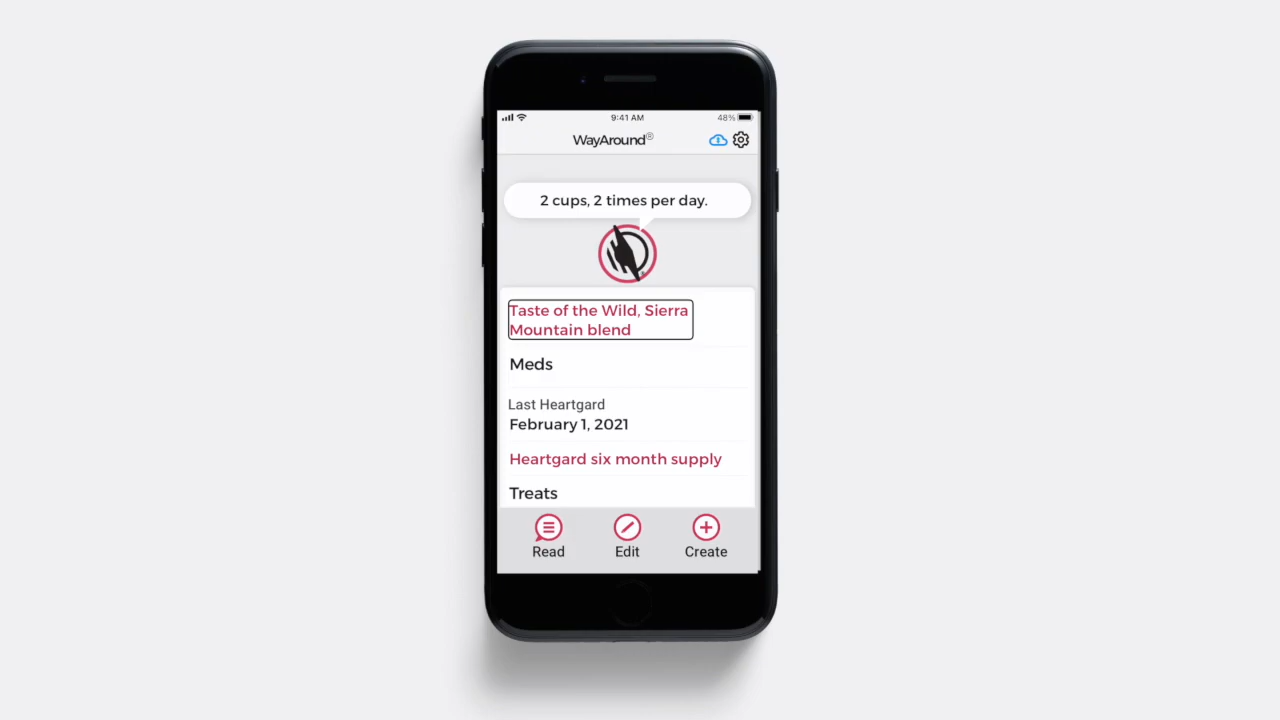 9:41 AM
48%
WayAround®
2 cups, 2 times per day.
Taste of the Wild, Sierra
Mountain blend
Meds
Last Heartgard
February 1, 2021
Heartgard six month supply
Treats
Read
Edit
Create